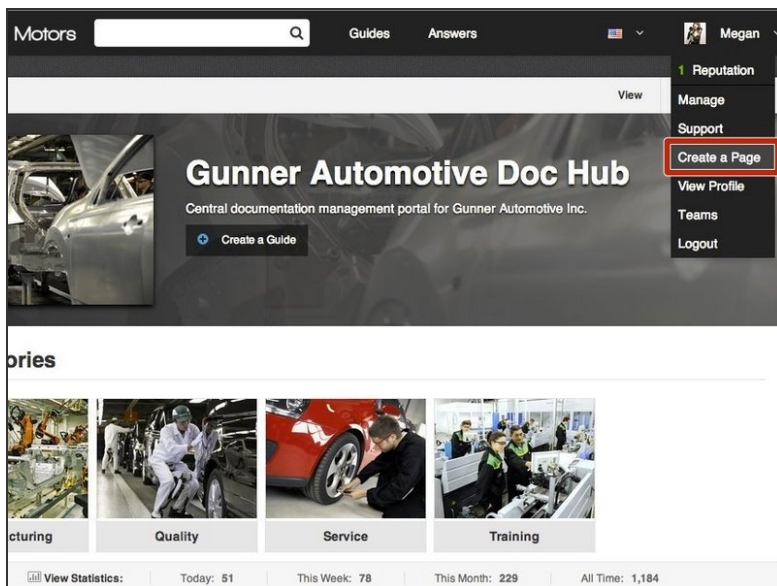 Motors Guides Answers Megan
1 Reputation
View
Manage
Support
Create a Page
View Profile
Teams
Logout
Gunner Automotive Doc Hub
Central documentation management portal for Gunner Automotive Inc.
Create a Guide
ories
cturing Quality Service Training
View Statistics: Today: 51 This Week: 78 This Month: 229 All Time: 1,184